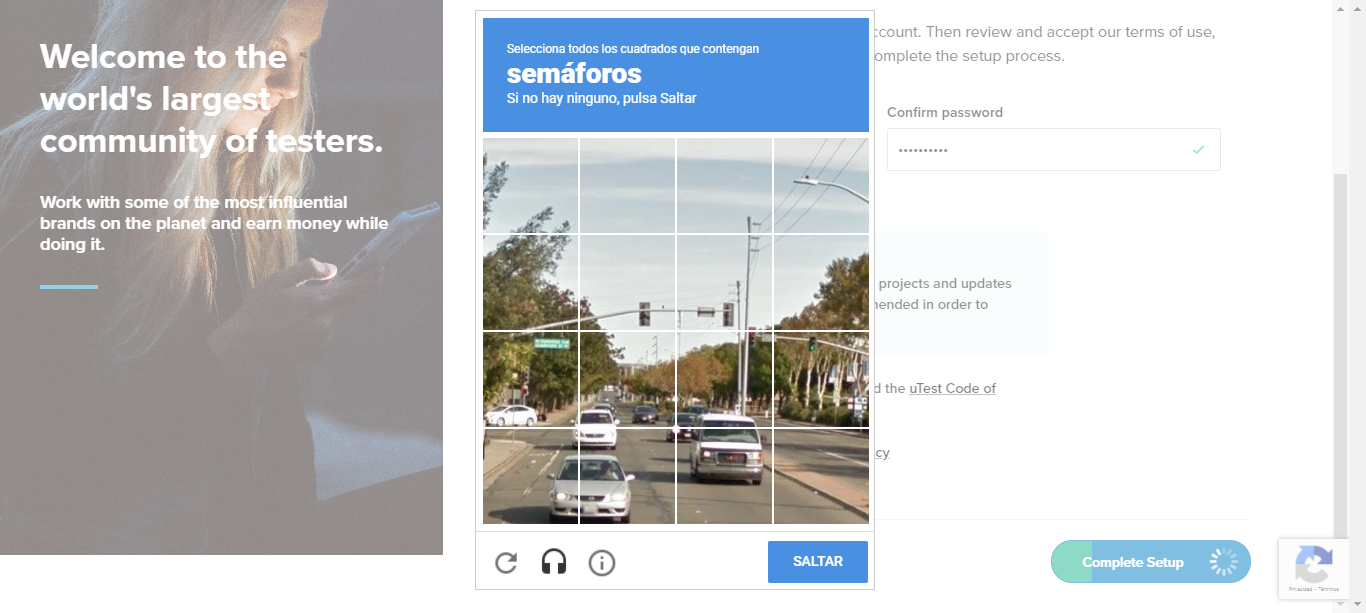 Welcome to the
world's largest
community of testers.
Work with some of the most influential
brands on the planet and earn money while
doing it.
Selecciona todos los cuadrados que contengan
semáforos
Si no hay ninguno, pulsa Saltar
SALTAR
ccount. Then review and accept our terms of use,
omplete the setup process.
Confirm password
••••••••••
projects and updates
nended in order to
d the uTest Code of
cy
Complete Setup
Privacidad - Términos